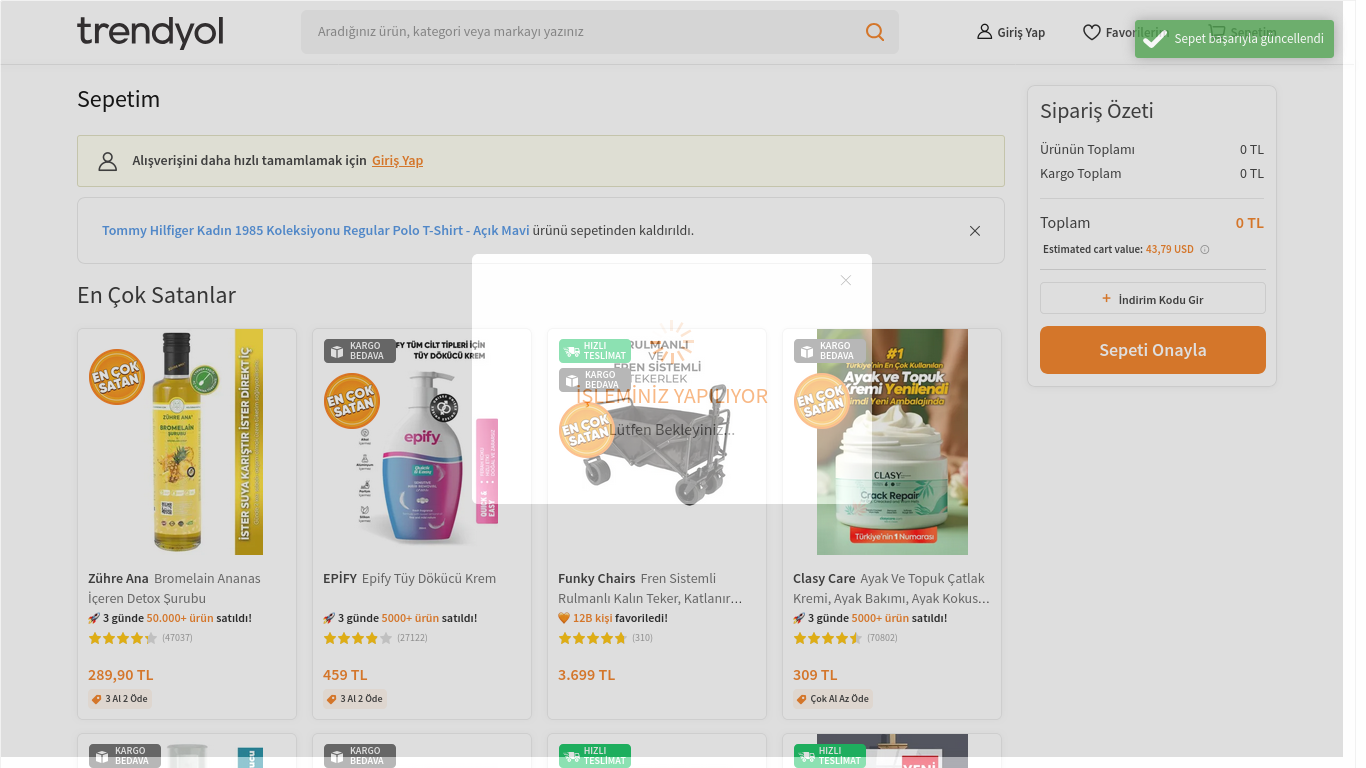 trendyol
Aradığınız ürün, kategori veya markayı yazınız
Giriş Yap
Favorilerim
Sepetim
Sepet başarıyla güncellendi
Sepetim
Alışverişini daha hızlı tamamlamak için Giriş Yap
Tommy Hilfiger Kadın 1985 Koleksiyonu Regular Polo T-Shirt - Açık Mavi ürünü sepetinden kaldırıldı.
Sipariş Özeti
Ürünün Toplamı 0 TL
Kargo Toplam 0 TL
Toplam 0 TL
Estimated cart value: 43,79 USD
+ İndirim Kodu Gir
Sepeti Onayla
İŞLEMİNİZ YAPILIYOR
Lütfen Bekleyiniz...
En Çok Satanlar
EN ÇOK
SATAN
ZÜHRE ANA
BROMELAIN
İSTER SUYA KARIŞTIR İSTER DİREKT İÇ
Zühre Ana Bromelain Ananas
İçeren Detox Şurubu
3 günde 50.000+ ürün satıldı!
(47037)
289,90 TL
3 Al 2 Öde
KARGO
BEDAVA
TÜM CİLT TİPLERİ İÇİN
TÜY DÖKÜCÜ KREM
EN ÇOK
SATAN
epify
QUICK &
EASY
EPİFY Epify Tüy Dökücü Krem
3 günde 5000+ ürün satıldı!
(27122)
459 TL
3 Al 2 Öde
HIZLI
TESLİMAT
KARGO
BEDAVA
RULMANLI
VE
FREN SİSTEMLİ
TEKERLEK
EN ÇOK
SATAN
Funky Chairs Fren Sistemli
Rulmanlı Kalın Teker, Katlanır...
12B kişi favoriledi!
(310)
3.699 TL
KARGO
BEDAVA
#1
Türkiye'nin En Çok Kullanılan
Ayak ve Topuk
Kremi Yenilendi
Şimdi Yeni Ambalajında
EN ÇOK
SATAN
CLASY
Crack Repair
Türkiye'nin 1 Numarası
Clasy Care Ayak Ve Topuk Çatlak
Kremi, Ayak Bakımı, Ayak Kokus...
3 günde 5000+ ürün satıldı!
(70802)
309 TL
Çok Al Az Öde
KARGO
BEDAVA
KARGO
BEDAVA
HIZLI
TESLİMAT
HIZLI
TESLİMAT
YENİ